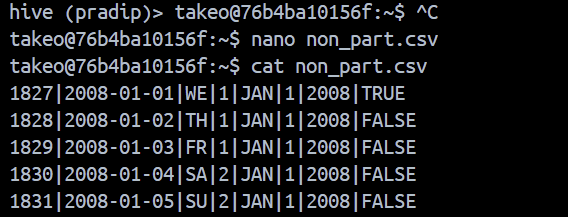 hive (pradip)> takeo@76b4ba10156f:~$ ^C
takeo@76b4ba10156f:~$ nano non_part.csv
takeo@76b4ba10156f:~$ cat non_part.csv
1827|2008-01-01|WE|1|JAN|1|2008|TRUE
1828|2008-01-02|TH|1|JAN|1|2008|FALSE
1829|2008-01-03|FR|1|JAN|1|2008|FALSE
1830|2008-01-04|SA|2|JAN|1|2008|FALSE
1831|2008-01-05|SU|2|JAN|1|2008|FALSE